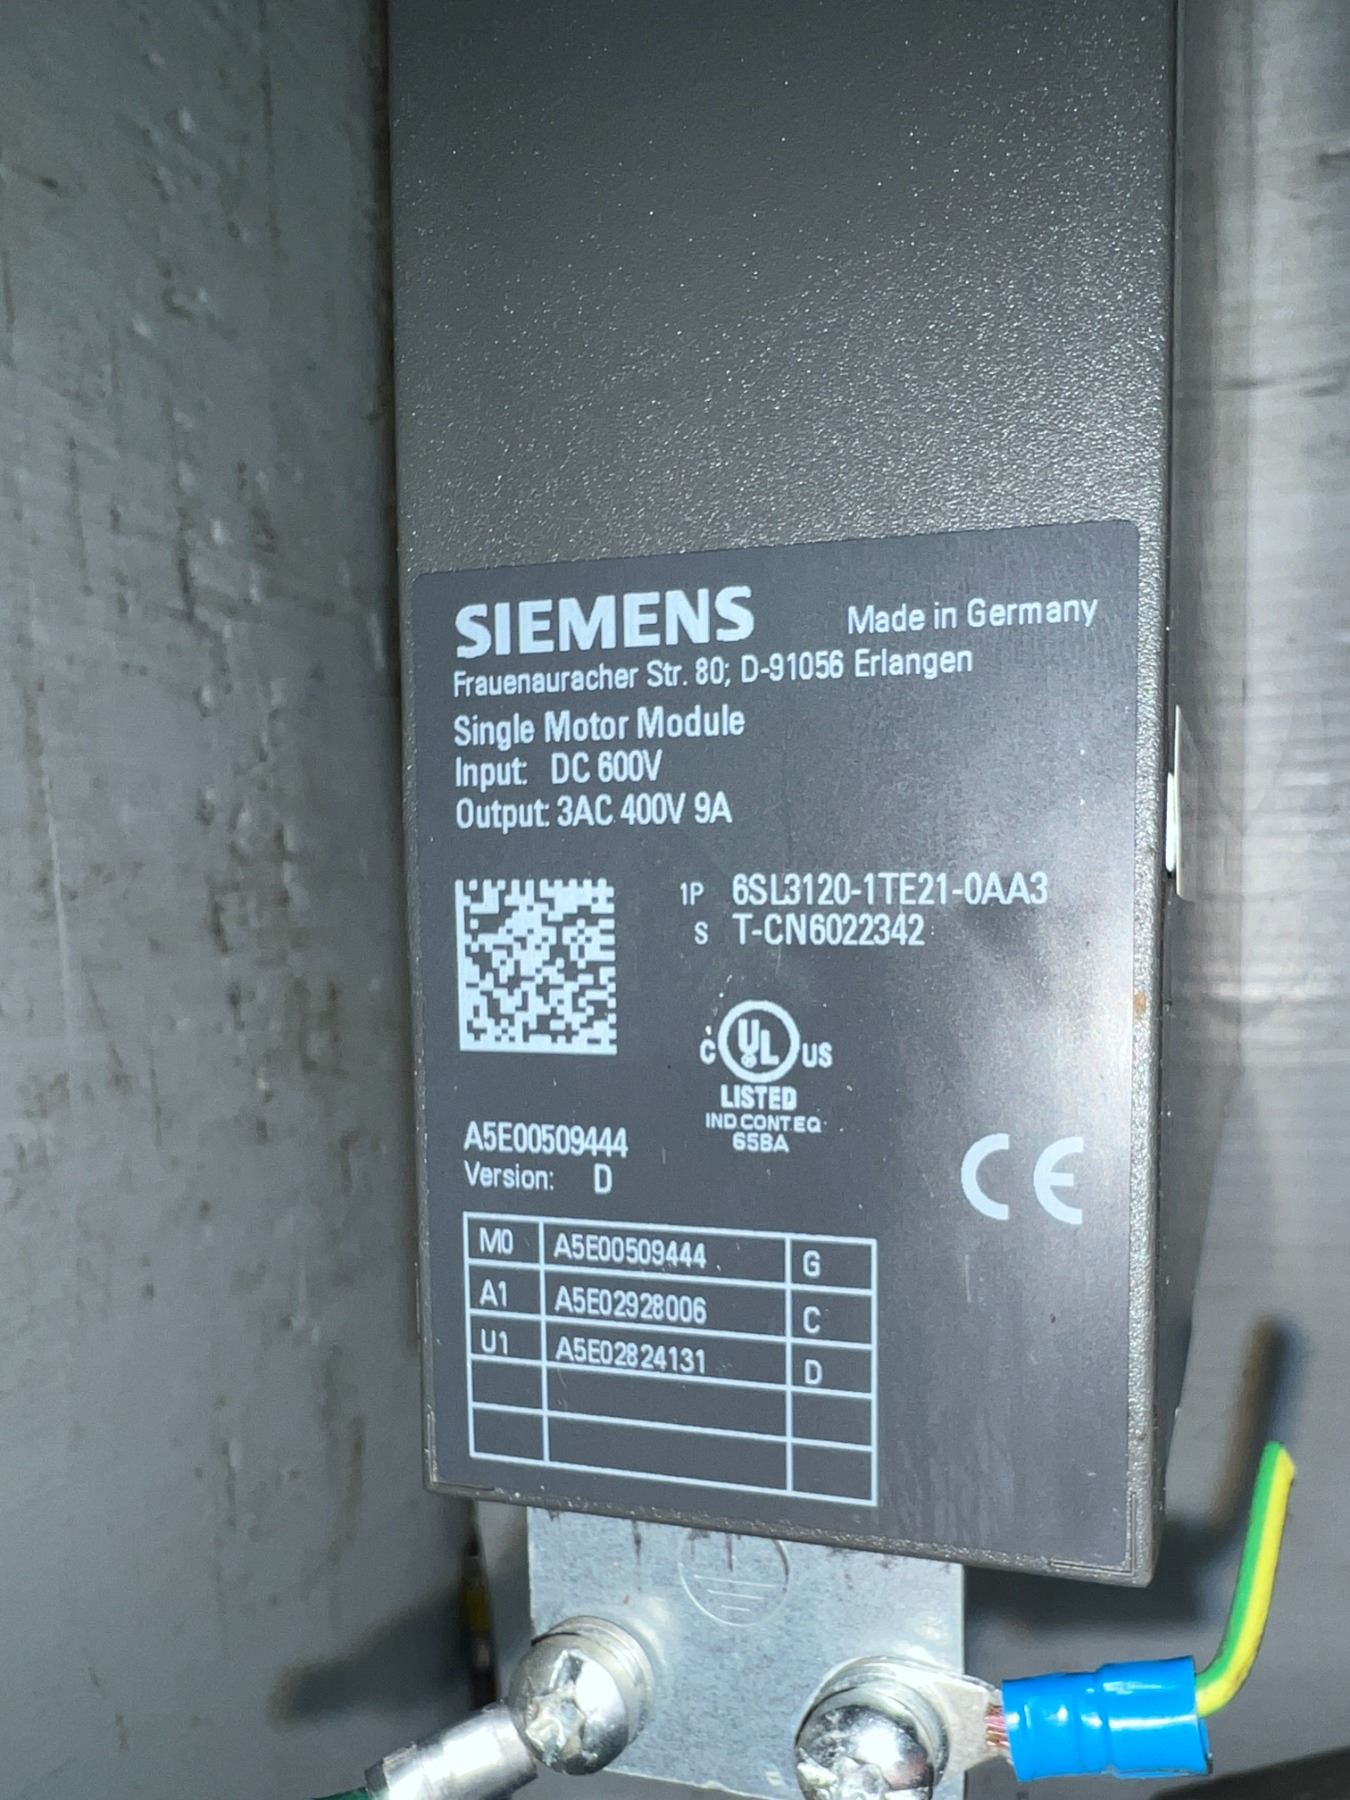 SIEMENS Made in Germany
Frauenauracher Str. 80; D-91056 Erlangen
Single Motor Module
Input: DC 600V
Output: 3AC 400V 9A
1P 6SL3120-1TE21-0AA3
S T-CN6022342
C UL US
LISTED
IND.CONT.EQ
65BA
A5E00509444
Version: D
CE
M0 A5E00509444 G
A1 A5E02928006 C
U1 A5E02824131 D